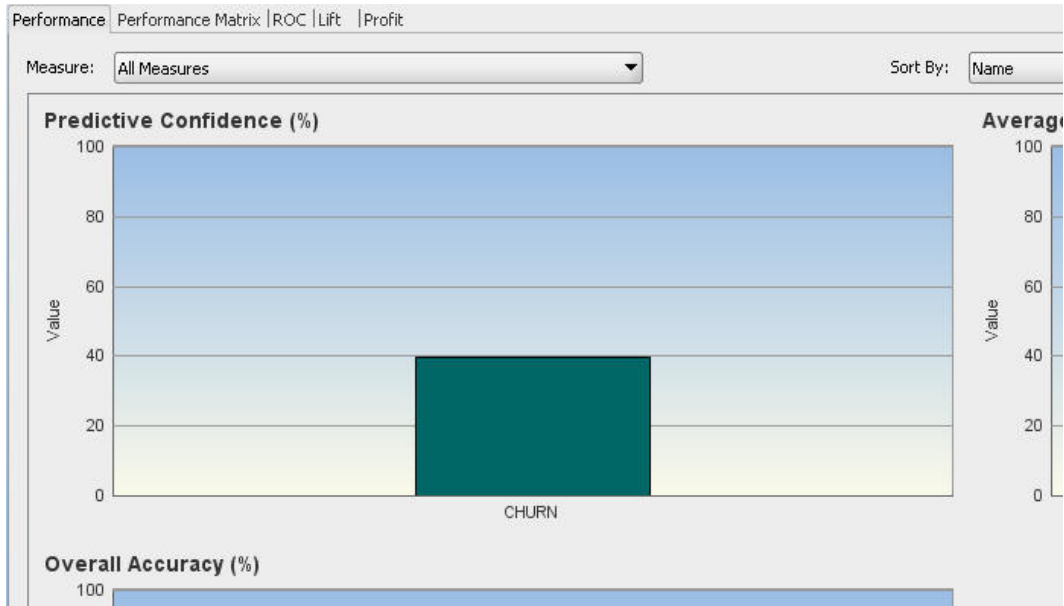 Performance Performance Matrix ROC Lift Profit
Measure: All Measures Sort By: Name
Predictive Confidence (%)
100
80
60
40
20
0
Value
CHURN
100
80
60
40
20
0
Value
Overall Accuracy (%)
100